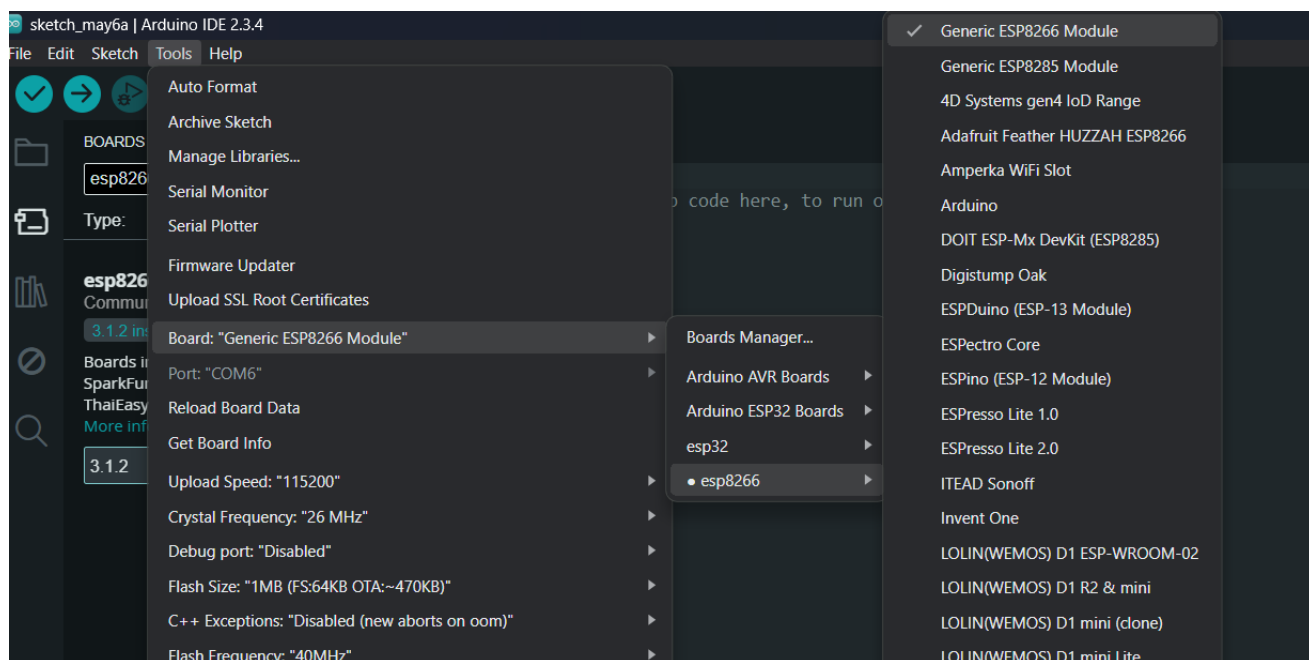 sketch_may6a | Arduino IDE 2.3.4
File Edit Sketch Tools Help
BOARDS
esp826
Type:
esp826
Commun
3.1.2 ins
Boards i
SparkFu
ThaiEasy
More inf
3.1.2
Auto Format
Archive Sketch
Manage Libraries...
Serial Monitor
Serial Plotter
Firmware Updater
Upload SSL Root Certificates
Board: "Generic ESP8266 Module"
Port: "COM6"
Reload Board Data
Get Board Info
Upload Speed: "115200"
Crystal Frequency: "26 MHz"
Debug port: "Disabled"
Flash Size: "1MB (FS:64KB OTA:~470KB)"
C++ Exceptions: "Disabled (new aborts on oom)"
Flash Frequency: "40MHz"
code here, to run o
Boards Manager...
Arduino AVR Boards
Arduino ESP32 Boards
esp32
● esp8266
Generic ESP8266 Module
Generic ESP8285 Module
4D Systems gen4 IoD Range
Adafruit Feather HUZZAH ESP8266
Amperka WiFi Slot
Arduino
DOIT ESP-Mx DevKit (ESP8285)
Digistump Oak
ESPDuino (ESP-13 Module)
ESPectro Core
ESPino (ESP-12 Module)
ESPresso Lite 1.0
ESPresso Lite 2.0
ITEAD Sonoff
Invent One
LOLIN(WEMOS) D1 ESP-WROOM-02
LOLIN(WEMOS) D1 R2 & mini
LOLIN(WEMOS) D1 mini (clone)
LOLIN(WEMOS) D1 mini Lite